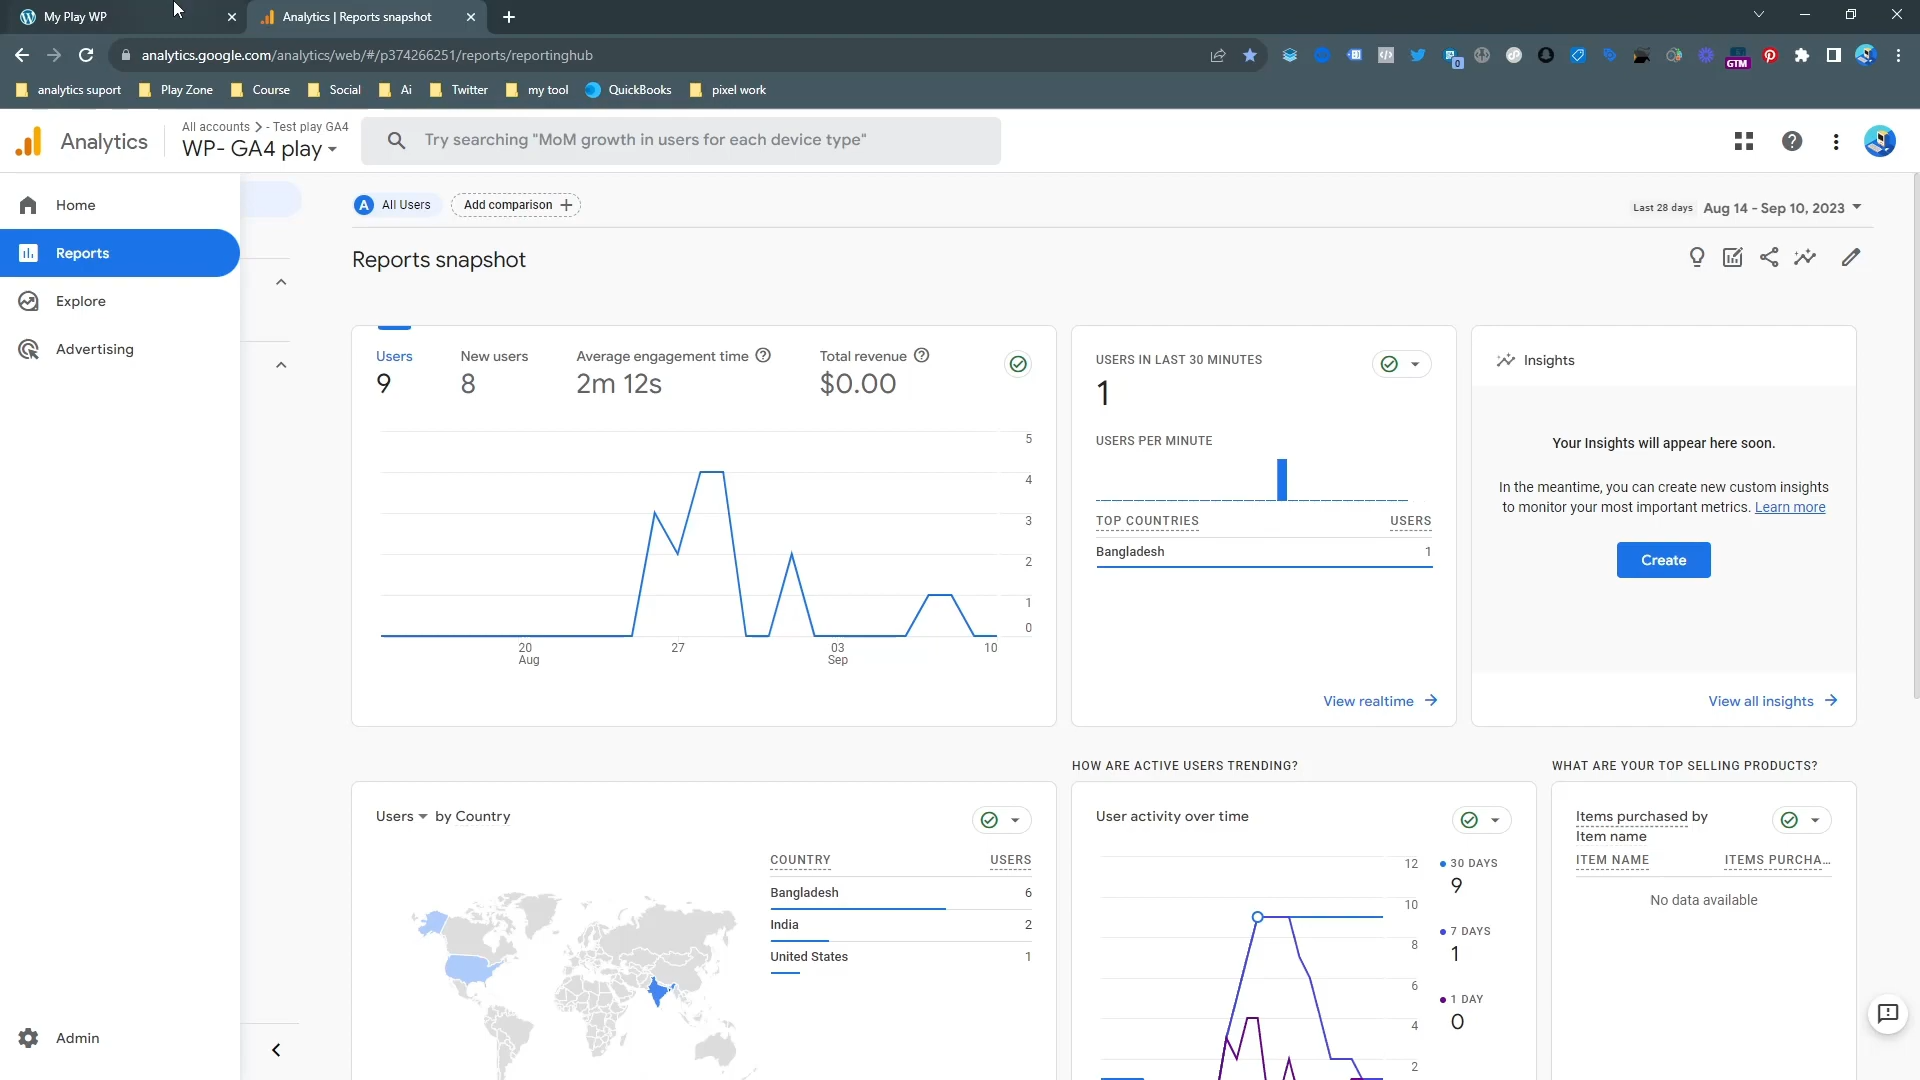 My Play WP
Analytics | Reports snapshot
analytics.google.com/analytics/web/#/p374266251/reports/reportinghub
0
GTM
analytics suport
Play Zone
Course
Social
Ai
Twitter
my tool
QuickBooks
pixel work
Analytics
All accounts > - Test play GA4
WP- GA4 play
Try searching "MoM growth in users for each device type"
Home
Reports
Explore
Advertising
Admin
A All Users
Add comparison +
Last 28 days Aug 14 - Sep 10, 2023
Reports snapshot
Users
9
New users
8
Average engagement time
2m 12s
Total revenue
$0.00
5
4
3
2
1
0
20
Aug
27
03
Sep
10
USERS IN LAST 30 MINUTES
1
USERS PER MINUTE
TOP COUNTRIES USERS
Bangladesh 1
View realtime
Insights
Your Insights will appear here soon.
In the meantime, you can create new custom insights
to monitor your most important metrics. Learn more
Create
View all insights
Users by Country
COUNTRY USERS
Bangladesh 6
India 2
United States 1
HOW ARE ACTIVE USERS TRENDING?
User activity over time
12
10
8
6
4
2
30 DAYS
9
7 DAYS
1
1 DAY
0
WHAT ARE YOUR TOP SELLING PRODUCTS?
Items purchased by
Item name
ITEM NAME ITEMS PURCHA...
No data available